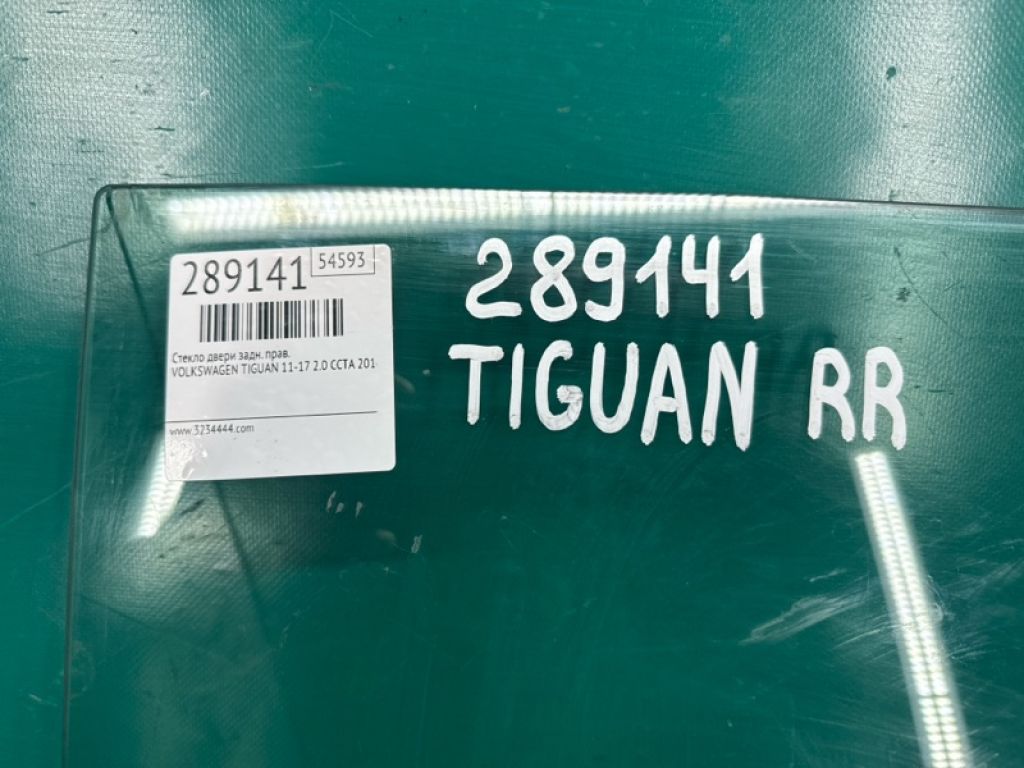 289141
54593
Стекло двери задн. прав.
VOLKSWAGEN TIGUAN 11-17 2.0 CCTA 201
www.3234444.com
289141
TIGUAN RR